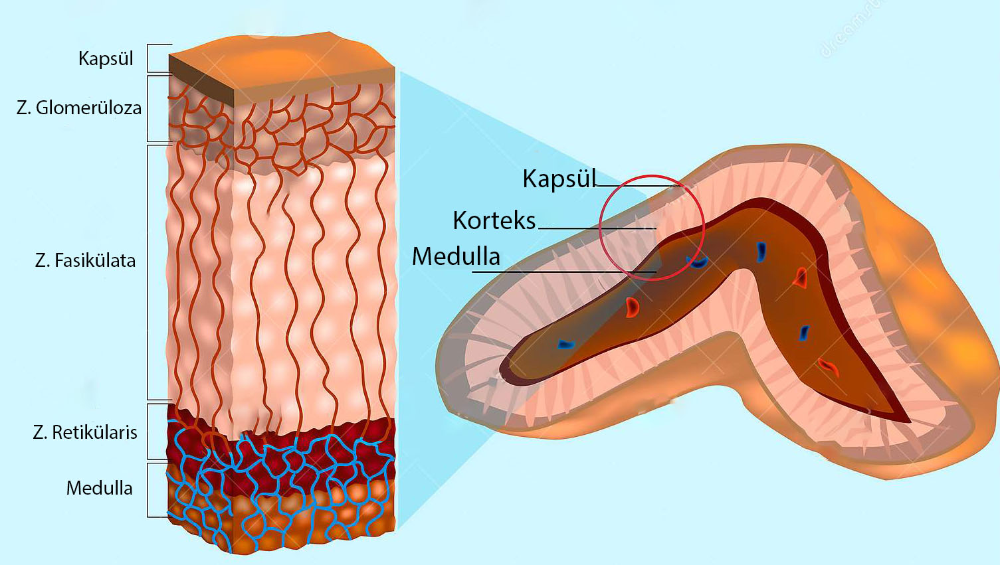 Kapsül
Z. Glomerüloza
Z. Fasikülata
Z. Retikülaris
Medulla
Kapsül
Korteks
Medulla